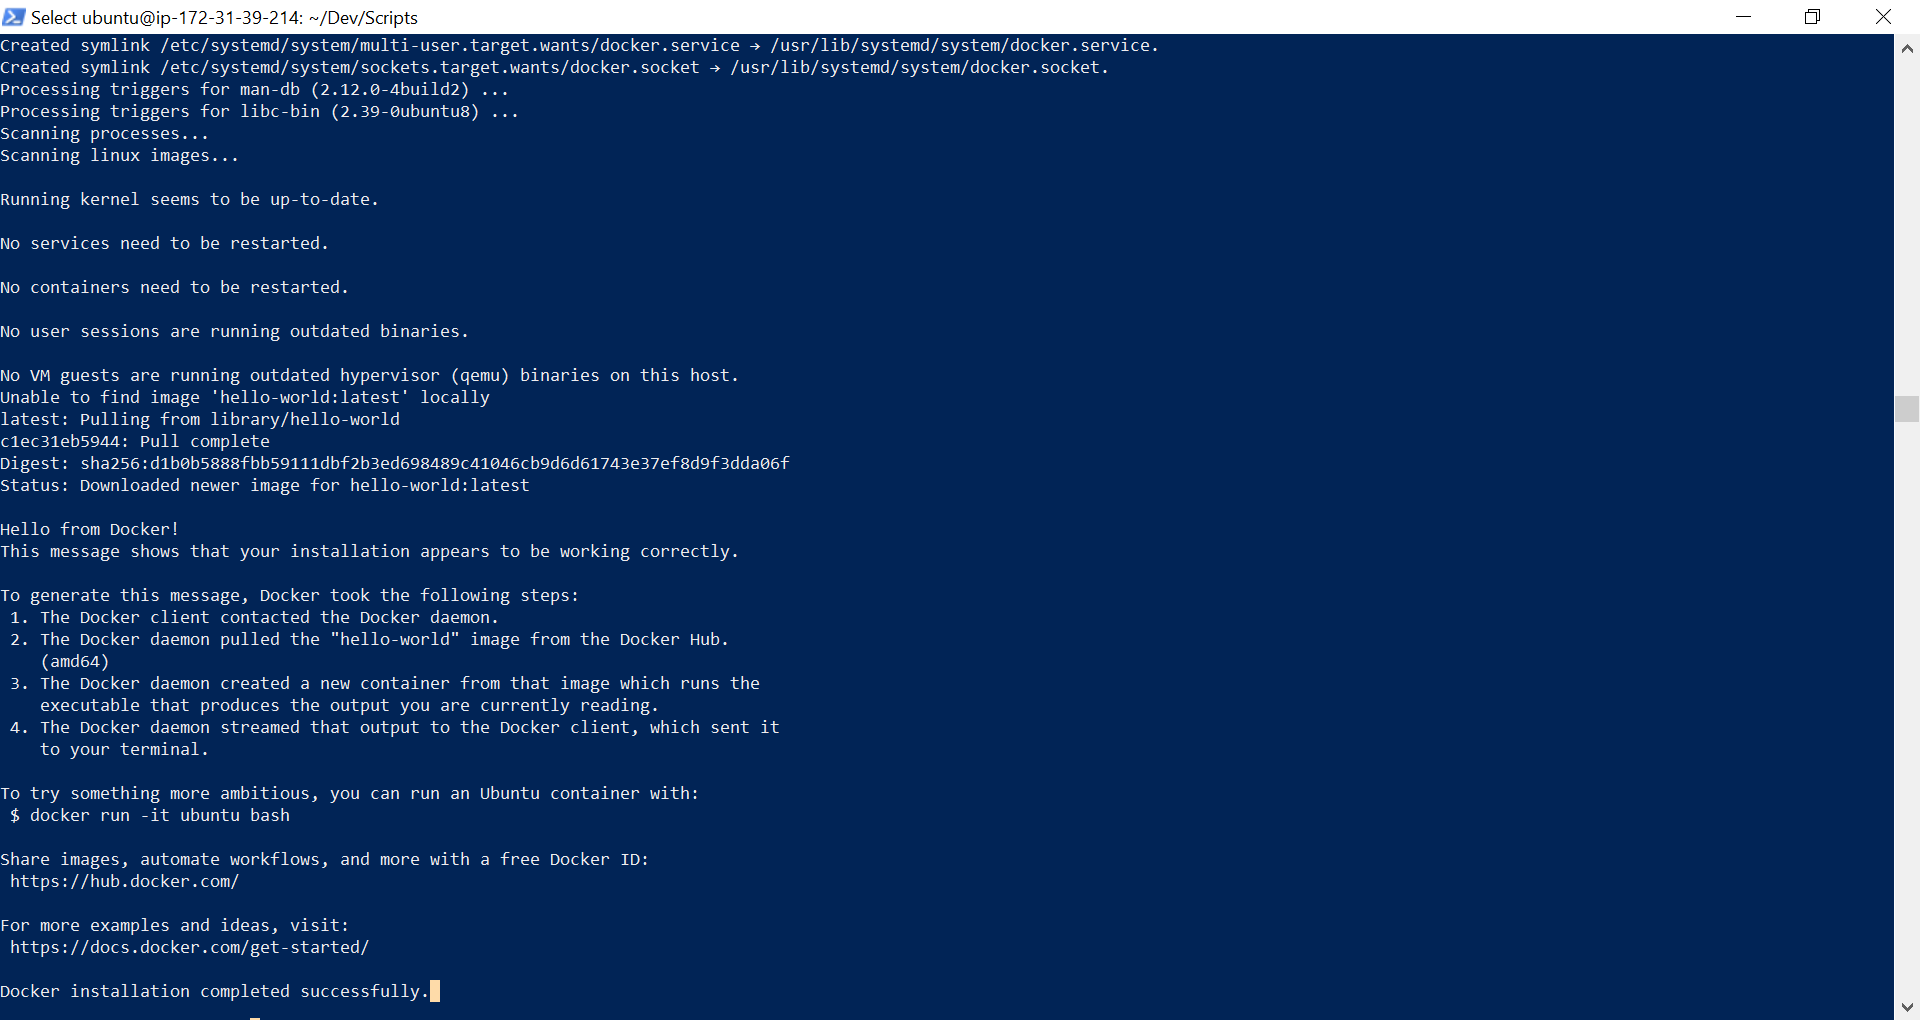 Select ubuntu@ip-172-31-39-214: ~/Dev/Scripts
Created symlink /etc/systemd/system/multi-user.target.wants/docker.service → /usr/lib/systemd/system/docker.service.
Created symlink /etc/systemd/system/sockets.target.wants/docker.socket → /usr/lib/systemd/system/docker.socket.
Processing triggers for man-db (2.12.0-4build2) ...
Processing triggers for libc-bin (2.39-0ubuntu8) ...
Scanning processes...
Scanning linux images...
Running kernel seems to be up-to-date.
No services need to be restarted.
No containers need to be restarted.
No user sessions are running outdated binaries.
No VM guests are running outdated hypervisor (qemu) binaries on this host.
Unable to find image 'hello-world:latest' locally
latest: Pulling from library/hello-world
c1ec31eb5944: Pull complete
Digest: sha256:d1b0b5888fbb59111dbf2b3ed698489c41046cb9d6d61743e37ef8d9f3dda06f
Status: Downloaded newer image for hello-world:latest
Hello from Docker!
This message shows that your installation appears to be working correctly.
To generate this message, Docker took the following steps:
1. The Docker client contacted the Docker daemon.
2. The Docker daemon pulled the "hello-world" image from the Docker Hub.
(amd64)
3. The Docker daemon created a new container from that image which runs the
executable that produces the output you are currently reading.
4. The Docker daemon streamed that output to the Docker client, which sent it
to your terminal.
To try something more ambitious, you can run an Ubuntu container with:
$ docker run -it ubuntu bash
Share images, automate workflows, and more with a free Docker ID:
https://hub.docker.com/
For more examples and ideas, visit:
https://docs.docker.com/get-started/
Docker installation completed successfully.